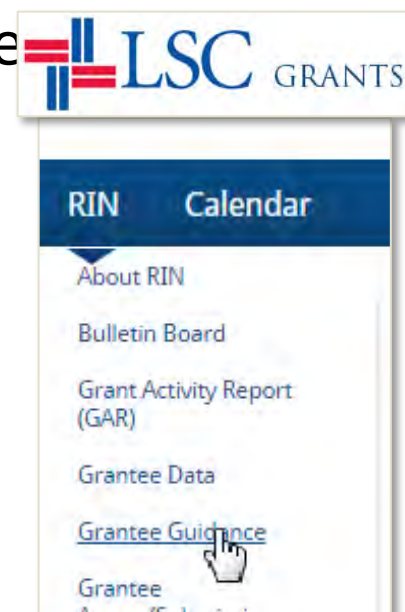 e
LSC GRANTS
RIN Calendar
About RIN
Bulletin Board
Grant Activity Report
(GAR)
Grantee Data
Grantee Guidance
Grantee